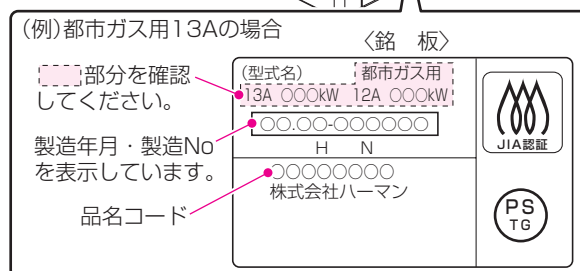 (例)都市ガス用13Aの場合
〈銘 板〉
部分を確認
してください。
(型式名)
都市ガス用
13A ○○○kW 12A ○○○kW
○○.○○-○○○○○○
製造年月・製造No
を表示しています。
H N
○○○○○○○○
株式会社ハーマン
品名コード
JIA認証
PS
TG